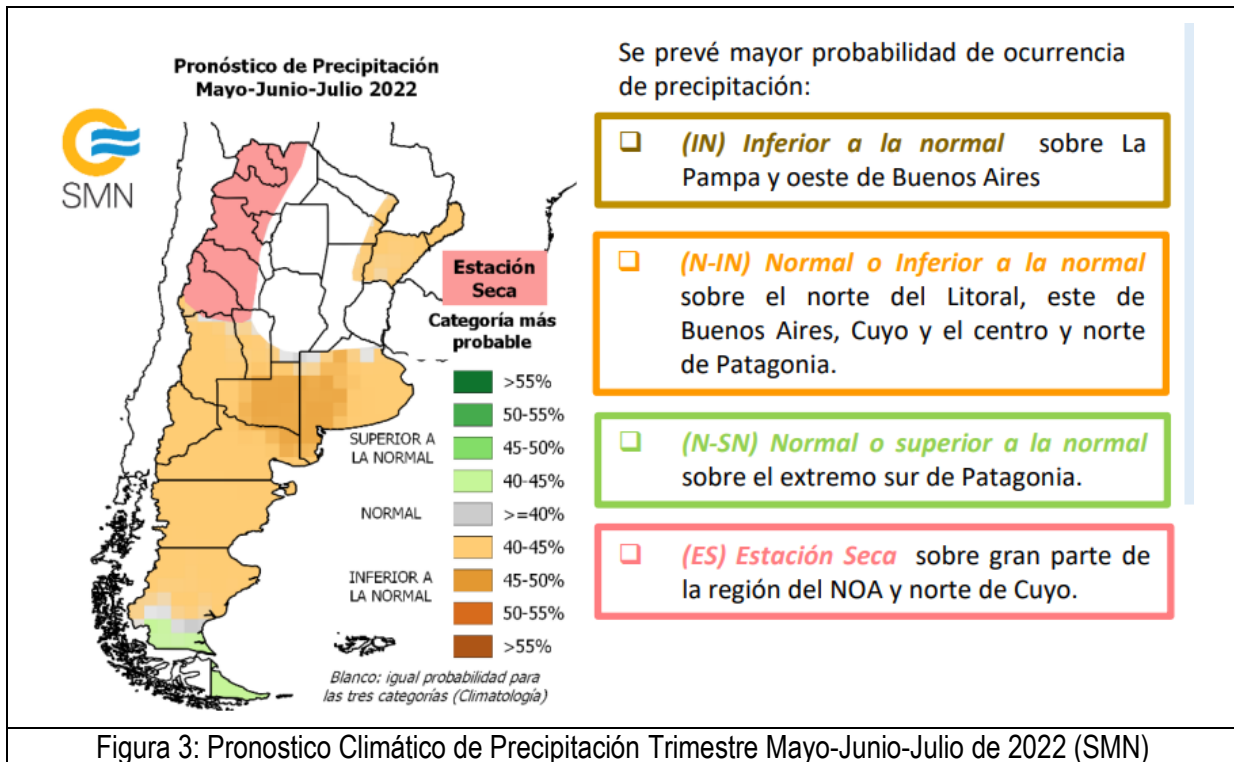 Pronóstico de Precipitación
Mayo-Junio-Julio 2022
SMN
Estación
Seca
Categoría más
probable
>55%
50-55%
SUPERIOR A
LA NORMAL
45-50%
40-45%
NORMAL
>=40%
40-45%
INFERIOR A
LA NORMAL
45-50%
50-55%
>55%
Blanco: igual probabilidad para
las tres categorías (Climatología)
Se prevé mayor probabilidad de ocurrencia
de precipitación:
(IN) Inferior a la normal sobre La
Pampa y oeste de Buenos Aires
(N-IN) Normal o Inferior a la normal
sobre el norte del Litoral, este de
Buenos Aires, Cuyo y el centro y norte
de Patagonia.
(N-SN) Normal o superior a la normal
sobre el extremo sur de Patagonia.
(ES) Estación Seca sobre gran parte de
la región del NOA y norte de Cuyo.
Figura 3: Pronostico Climático de Precipitación Trimestre Mayo-Junio-Julio de 2022 (SMN)